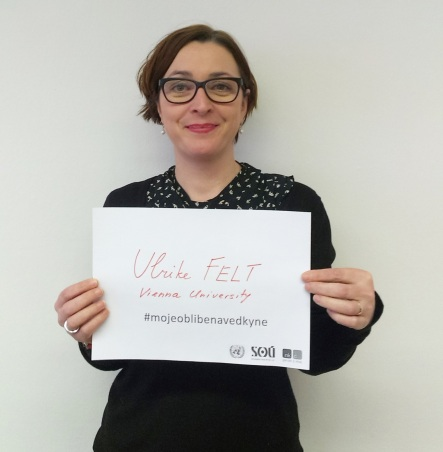 Ulrike FELT
Vienna University
#mojeoblibenavedkyne
SOÚ